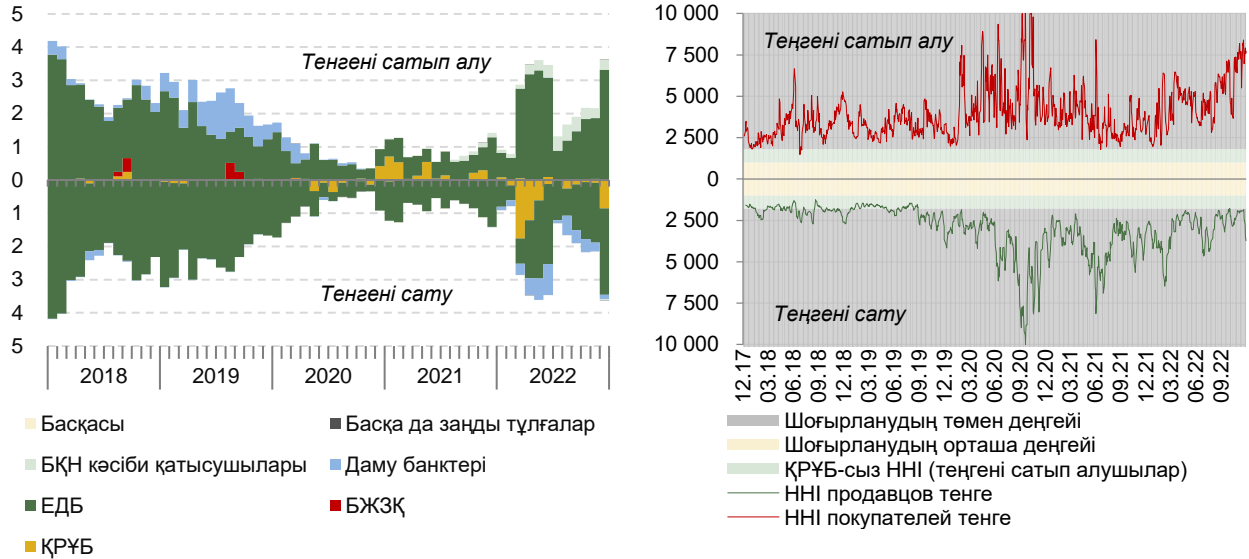 5
4
3
2
1
0
1
2
3
4
5
Тенгені сатып алу
Тенгені сату
2018
2019
2020
2021
2022
Басқасы
Басқа да заңды тұлғалар
БҚН кәсіби қатысушылары
Даму банктері
ЕДБ
БЖЗҚ
ҚРҰБ
10 000
7 500
5 000
2 500
0
2 500
5 000
7 500
10 000
Теңгені сатып алу
Теңгені сату
12.17
03.18
06.18
09.18
12.18
03.19
06.19
09.19
12.19
03.20
06.20
09.20
12.20
03.21
06.21
09.21
12.21
03.22
06.22
09.22
Шоғырланудың төмен деңгейі
Шоғырланудың орташа деңгейі
ҚРҰБ-сыз HHI (теңгені сатып алушылар)
HHI продавцов тенге
HHI покупателей тенге